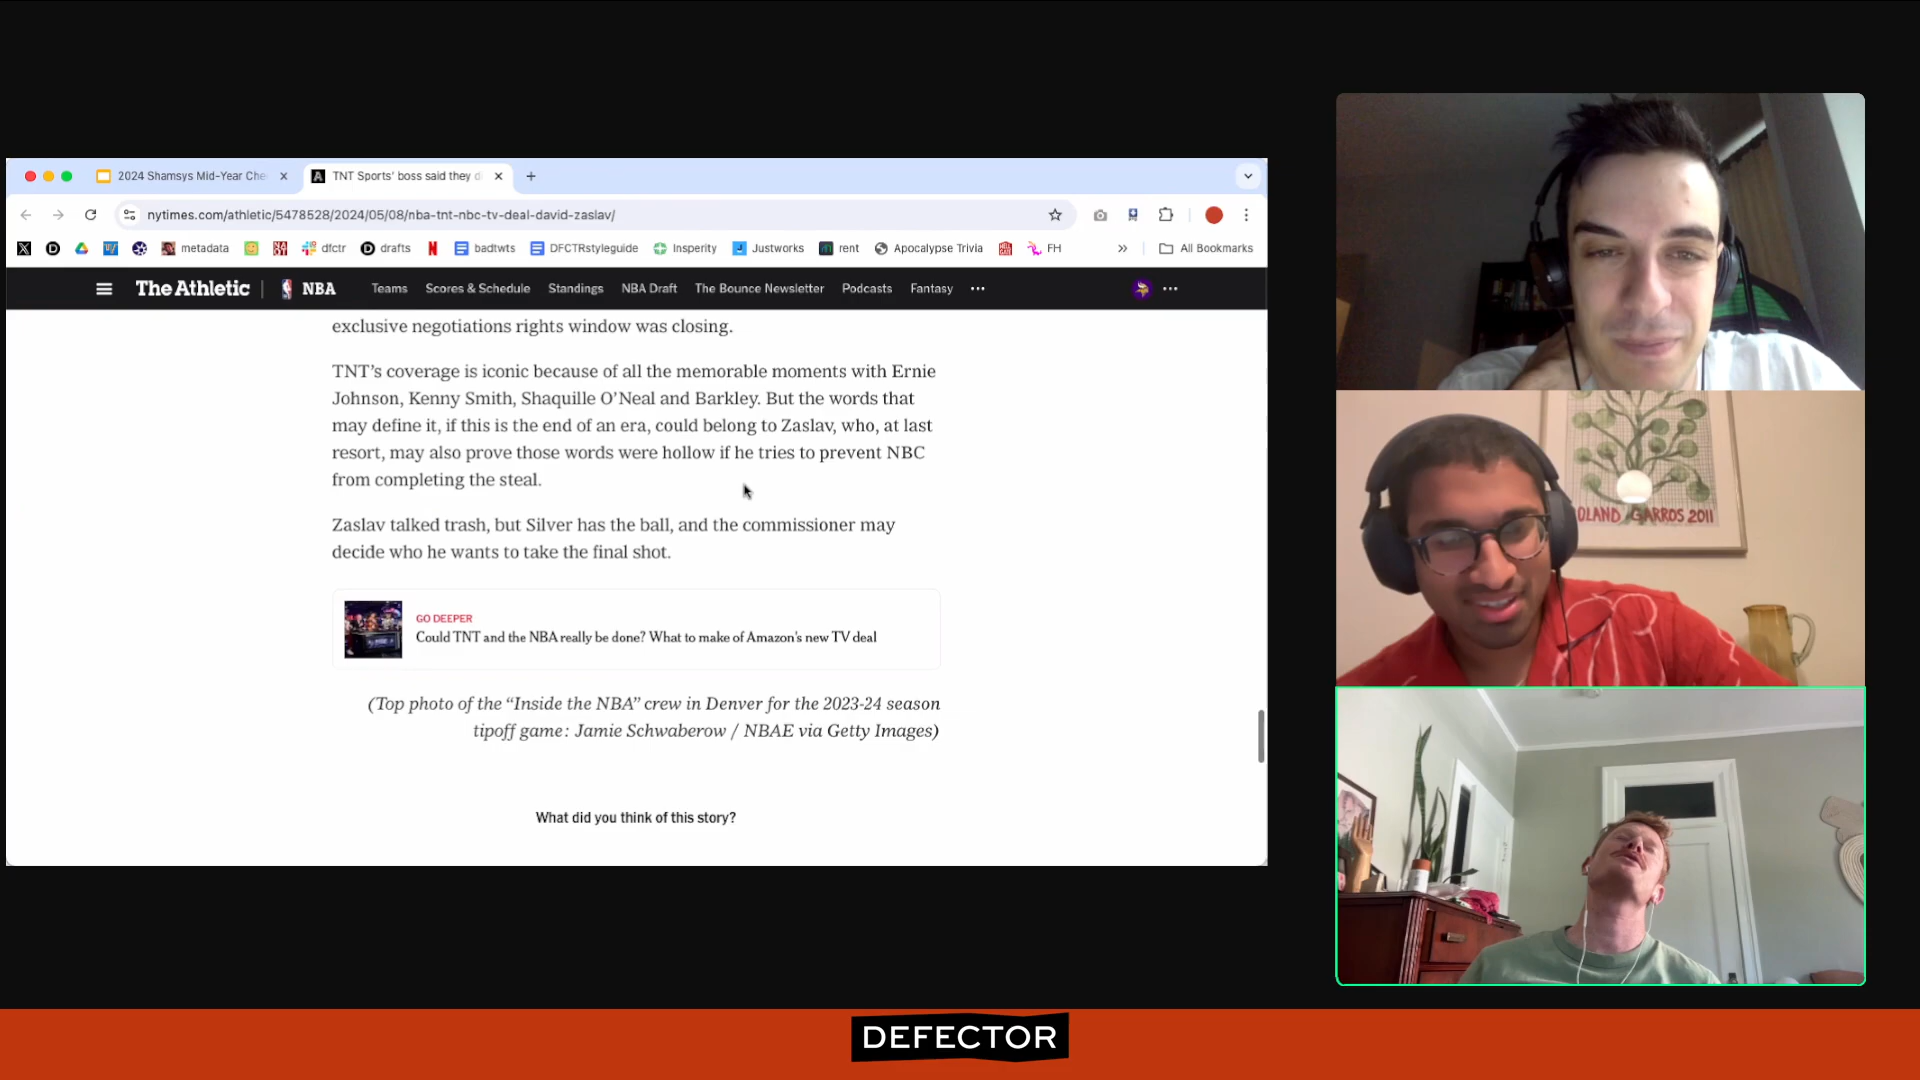 2024 Shamsys Mid-Year Che
TNT Sports' boss said they d
nytimes.com/athletic/5478528/2024/05/08/nba-tnt-nbc-tv-deal-david-zaslav/
metadata
dfctr
drafts
badtwts
DFCTRstyleguide
Insperity
Justworks
rent
Apocalypse Trivia
FH
All Bookmarks
The Athletic
NBA
Teams
Scores & Schedule
Standings
NBA Draft
The Bounce Newsletter
Podcasts
Fantasy
exclusive negotiations rights window was closing.
TNT's coverage is iconic because of all the memorable moments with Ernie
Johnson, Kenny Smith, Shaquille O'Neal and Barkley. But the words that
may define it, if this is the end of an era, could belong to Zaslav, who, at last
resort, may also prove those words were hollow if he tries to prevent NBC
from completing the steal.
Zaslav talked trash, but Silver has the ball, and the commissioner may
decide who he wants to take the final shot.
GO DEEPER
Could TNT and the NBA really be done? What to make of Amazon's new TV deal
(Top photo of the “Inside the NBA” crew in Denver for the 2023-24 season
tipoff game: Jamie Schwaberow / NBAE via Getty Images)
What did you think of this story?
OLAND GARROS 2011
DEFECTOR